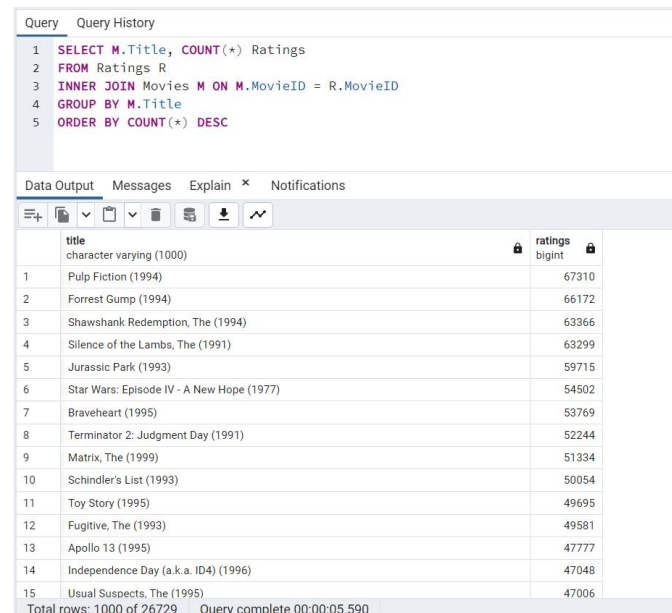 Query Query History
1 SELECT M.Title, COUNT(*) Ratings
2 FROM Ratings R
3 INNER JOIN Movies M ON M.MovieID = R.MovieID
4 GROUP BY M.Title
5 ORDER BY COUNT(*) DESC
Data Output Messages Explain × Notifications
title ratings
character varying (1000) bigint
1 Pulp Fiction (1994) 67310
2 Forrest Gump (1994) 66172
3 Shawshank Redemption, The (1994) 63366
4 Silence of the Lambs, The (1991) 63299
5 Jurassic Park (1993) 59715
6 Star Wars: Episode IV - A New Hope (1977) 54502
7 Braveheart (1995) 53769
8 Terminator 2: Judgment Day (1991) 52244
9 Matrix, The (1999) 51334
10 Schindler's List (1993) 50054
11 Toy Story (1995) 49695
12 Fugitive, The (1993) 49581
13 Apollo 13 (1995) 47777
14 Independence Day (a.k.a. ID4) (1996) 47048
15 Usual Suspects, The (1995) 47006
Total rows: 1000 of 26729 Query complete 00:00:05.590